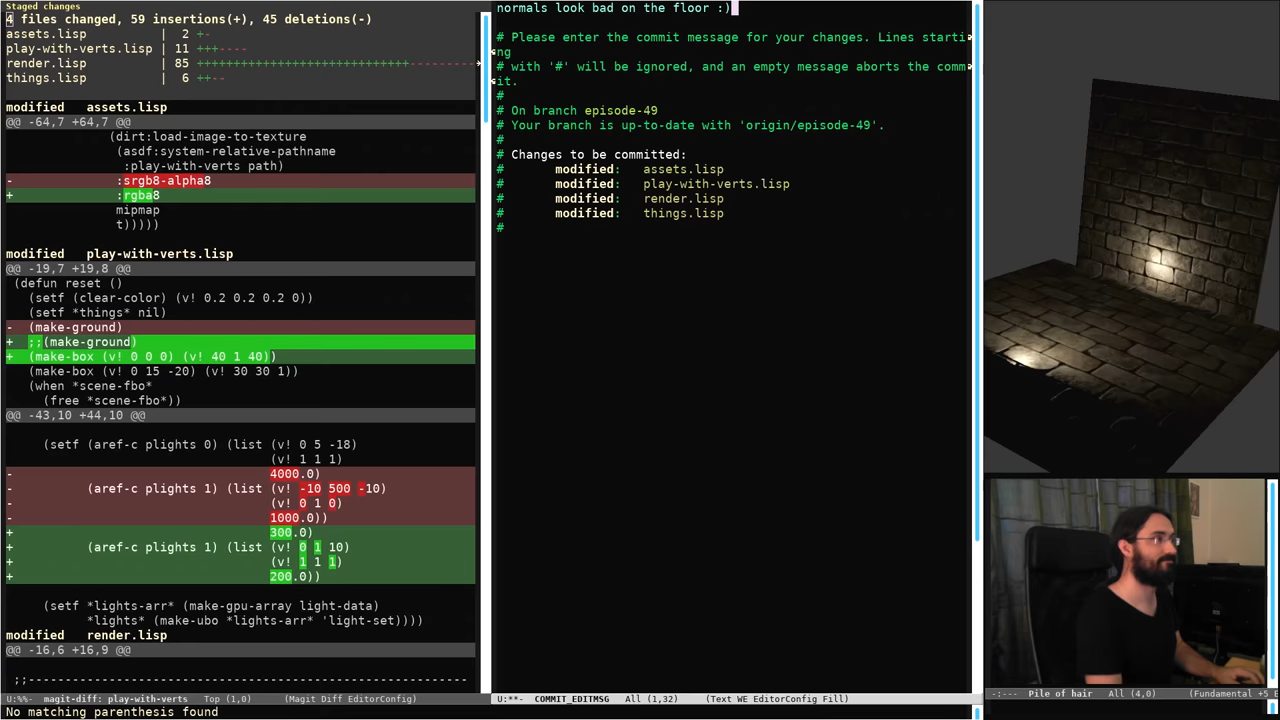 Staged changes
4 files changed, 59 insertions(+), 45 deletions(-)
assets.lisp          |  2 +-
play-with-verts.lisp | 11 +++----
render.lisp          | 85 +++++++++++++++++++++++++++++---------
things.lisp          |  6 ++--
modified   assets.lisp
@@ -64,7 +64,7 @@
(dirt:load-image-to-texture
(asdf:system-relative-pathname
:play-with-verts path)
- :srgb8-alpha8
+ :rgba8
mipmap
t)))))
modified   play-with-verts.lisp
@@ -19,7 +19,8 @@
(defun reset ()
(setf (clear-color) (v! 0.2 0.2 0.2 0))
(setf *things* nil)
- (make-ground)
+ ;;(make-ground)
+ (make-box (v! 0 0 0) (v! 40 1 40))
(make-box (v! 0 15 -20) (v! 30 30 1))
(when *scene-fbo*
(free *scene-fbo*))
@@ -43,10 +44,10 @@
(setf (aref-c plights 0) (list (v! 0 5 -18)
(v! 1 1 1)
- 4000.0)
- (aref-c plights 1) (list (v! -10 500 -10)
- (v! 0 1 0)
- 1000.0))
+ 300.0)
+ (aref-c plights 1) (list (v! 0 1 10)
+ (v! 1 1 1)
+ 200.0))
(setf *lights-arr* (make-gpu-array light-data)
*lights* (make-ubo *lights-arr* 'light-set))))
modified   render.lisp
@@ -16,6 +16,9 @@
;;------------------------------------------------------------
U:%%-  magit-diff: play-with-verts   Top (1,0)      (Magit Diff EditorConfig)
No matching parenthesis found
normals look bad on the floor :)
# Please enter the commit message for your changes. Lines starti
ng
# with '#' will be ignored, and an empty message aborts the comm
it.
#
# On branch episode-49
# Your branch is up-to-date with 'origin/episode-49'.
#
# Changes to be committed:
#       modified:   assets.lisp
#       modified:   play-with-verts.lisp
#       modified:   render.lisp
#       modified:   things.lisp
#
U:**-  COMMIT_EDITMSG   All (1,32)     (Text WE EditorConfig Fill)
-:---  Pile of hair   All (4,0)      (Fundamental +5 E